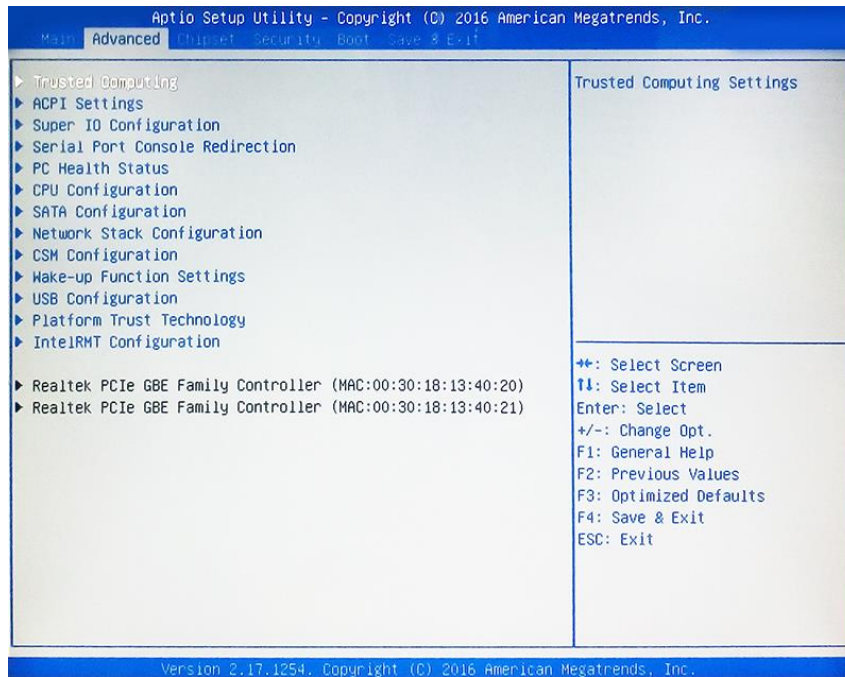 Aptio Setup Utility - Copyright (C) 2016 American Megatrends, Inc.
Main Advanced Chipset Security Boot Save & Exit
Trusted Computing
ACPI Settings
Super IO Configuration
Serial Port Console Redirection
PC Health Status
CPU Configuration
SATA Configuration
Network Stack Configuration
CSM Configuration
Wake-up Function Settings
USB Configuration
Platform Trust Technology
IntelRMT Configuration
Realtek PCIe GBE Family Controller (MAC:00:30:18:13:40:20)
Realtek PCIe GBE Family Controller (MAC:00:30:18:13:40:21)
Trusted Computing Settings
→←: Select Screen
↑↓: Select Item
Enter: Select
+/-: Change Opt.
F1: General Help
F2: Previous Values
F3: Optimized Defaults
F4: Save & Exit
ESC: Exit
Version 2.17.1254. Copyright (C) 2016 American Megatrends, Inc.